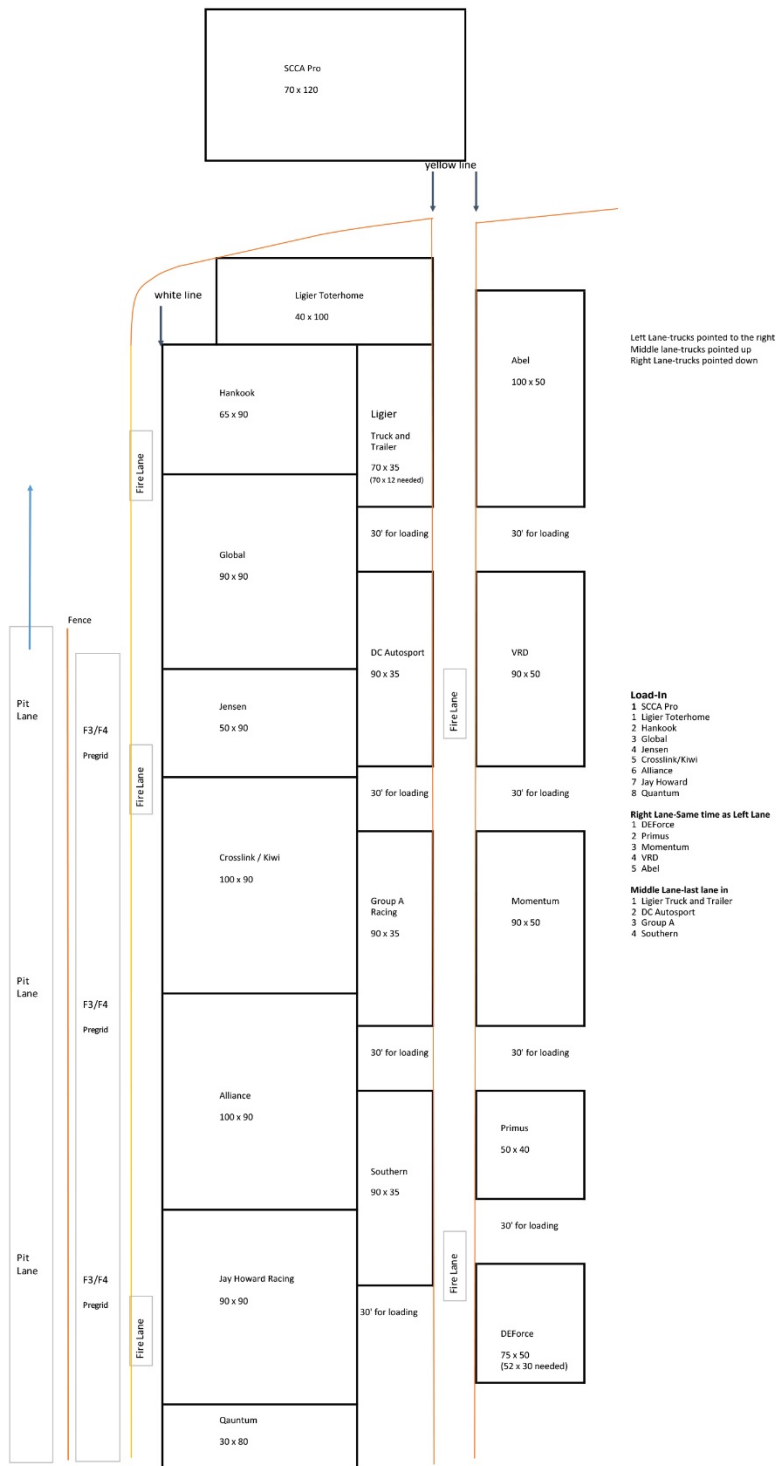 SCCA Pro
70 x 120
yellow line
white line
Ligier Toterhome
40 x 100
Abel
100 x 50
Left Lane-trucks pointed to the right
Middle lane-trucks pointed up
Right Lane-trucks pointed down
Hankook
65 x 90
Ligier
Truck and
Trailer
70 x 35
(70 x 12 needed)
Fire Lane
30' for loading
30' for loading
Global
90 x 90
Fence
DC Autosport
90 x 35
VRD
90 x 50
Pit
Lane
F3/F4
Pregrid
Jensen
50 x 90
Fire Lane
Fire Lane
30' for loading
30' for loading
Load-In
1 SCCA Pro
1 Ligier Toterhome
2 Hankook
3 Global
4 Jensen
5 Crosslink/Kiwi
6 Alliance
7 Jay Howard
8 Quantum
Right Lane-Same time as Left Lane
1 DEForce
2 Primus
3 Momentum
4 VRD
5 Abel
Middle Lane-last lane in
1 Ligier Truck and Trailer
2 DC Autosport
3 Group A
4 Southern
Crosslink / Kiwi
100 x 90
Group A
Racing
90 x 35
Momentum
90 x 50
Pit
Lane
F3/F4
Pregrid
30' for loading
30' for loading
Alliance
100 x 90
Primus
50 x 40
Southern
90 x 35
30' for loading
Pit
Lane
F3/F4
Pregrid
Jay Howard Racing
90 x 90
Fire Lane
Fire Lane
30' for loading
DEForce
75 x 50
(52 x 30 needed)
Qauntum
30 x 80